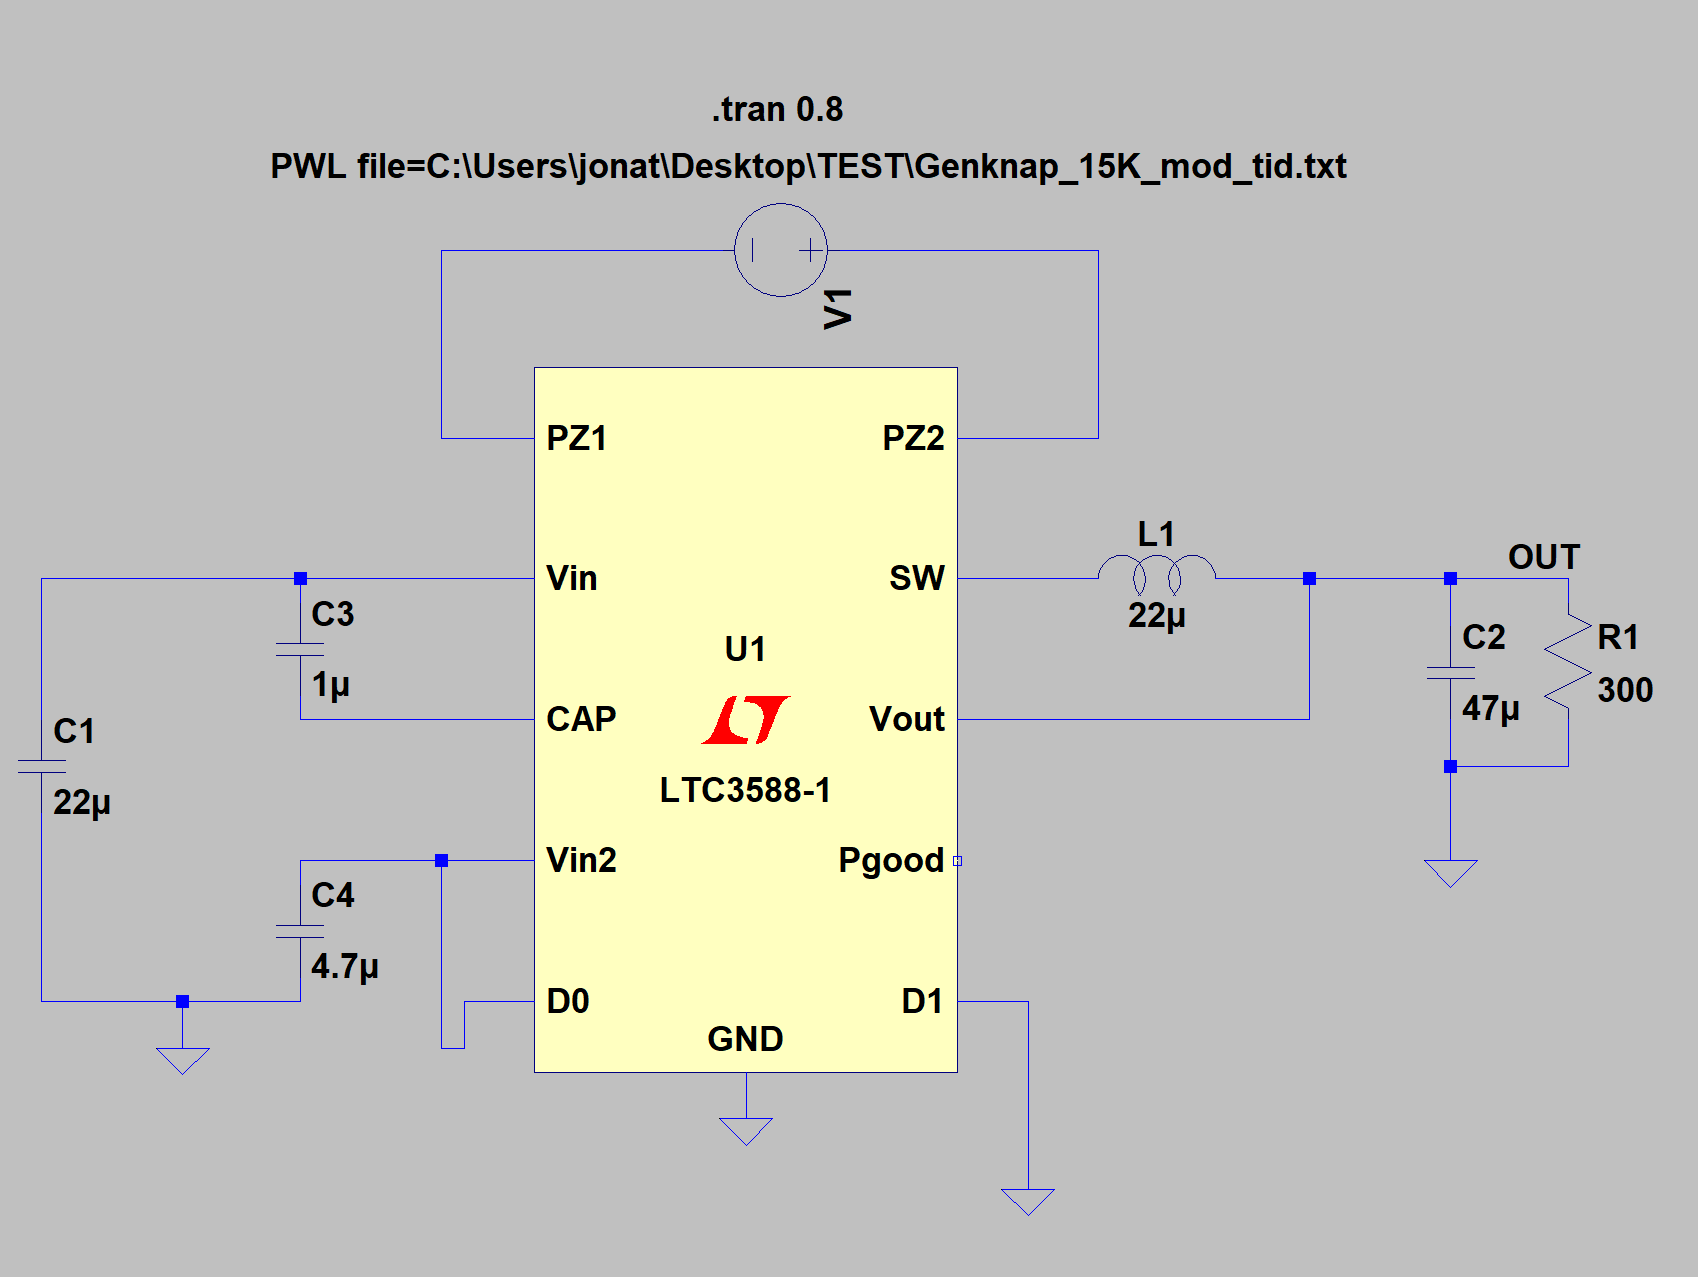 .tran 0.8
PWL file=C:\Users\jonat\Desktop\TEST\Genknap_15K_mod_tid.txt
V1
PZ1
PZ2
L1
OUT
Vin
SW
22µ
C3
U1
C2
R1
1µ
300
C1
CAP
Vout
47µ
22µ
LTC3588-1
Vin2
Pgood
C4
4.7µ
D0
D1
GND